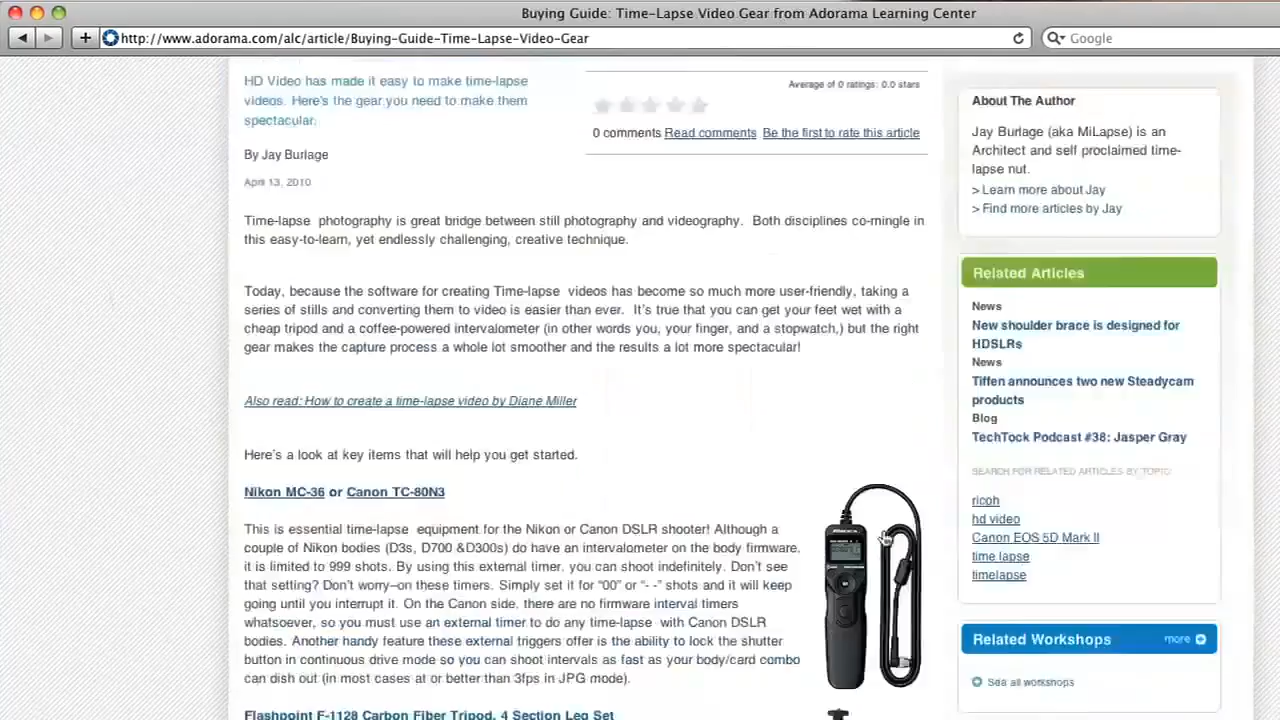 Buying Guide: Time-Lapse Video Gear from Adorama Learning Center
http://www.adorama.com/alc/article/Buying-Guide-Time-Lapse-Video-Gear
Google
HD Video has made it easy to make time-lapse
videos. Here's the gear you need to make them
spectacular.
By Jay Burlage
April 13, 2010
Average of 0 ratings: 0.0 stars
0 comments Read comments Be the first to rate this article
Time-lapse photography is great bridge between still photography and videography. Both disciplines co-mingle in
this easy-to-learn, yet endlessly challenging, creative technique.
Today, because the software for creating Time-lapse videos has become so much more user-friendly, taking a
series of stills and converting them to video is easier than ever. It's true that you can get your feet wet with a
cheap tripod and a coffee-powered intervalometer (in other words you, your finger, and a stopwatch,) but the right
gear makes the capture process a whole lot smoother and the results a lot more spectacular!
Also read: How to create a time-lapse video by Diane Miller
Here's a look at key items that will help you get started.
Nikon MC-36 or Canon TC-80N3
This is essential time-lapse equipment for the Nikon or Canon DSLR shooter! Although a
couple of Nikon bodies (D3s, D700 &D300s) do have an intervalometer on the body firmware,
it is limited to 999 shots. By using this external timer, you can shoot indefinitely. Don't see
that setting? Don't worry—on these timers. Simply set it for "00" or "- -" shots and it will keep
going until you interrupt it. On the Canon side, there are no firmware interval timers
whatsoever, so you must use an external timer to do any time-lapse with Canon DSLR
bodies. Another handy feature these external triggers offer is the ability to lock the shutter
button in continuous drive mode so you can shoot intervals as fast as your body/card combo
can dish out (in most cases at or better than 3fps in JPG mode).
Flashpoint F-1128 Carbon Fiber Tripod, 4 Section Leg Set
About The Author
Jay Burlage (aka MiLapse) is an
Architect and self proclaimed time-
lapse nut.
> Learn more about Jay
> Find more articles by Jay
Related Articles
News
New shoulder brace is designed for
HDSLRs
News
Tiffen announces two new Steadycam
products
Blog
TechTock Podcast #38: Jasper Gray
SEARCH FOR RELATED ARTICLES BY TOPIC:
ricoh
hd video
Canon EOS 5D Mark II
time lapse
timelapse
Related Workshops
more
See all workshops